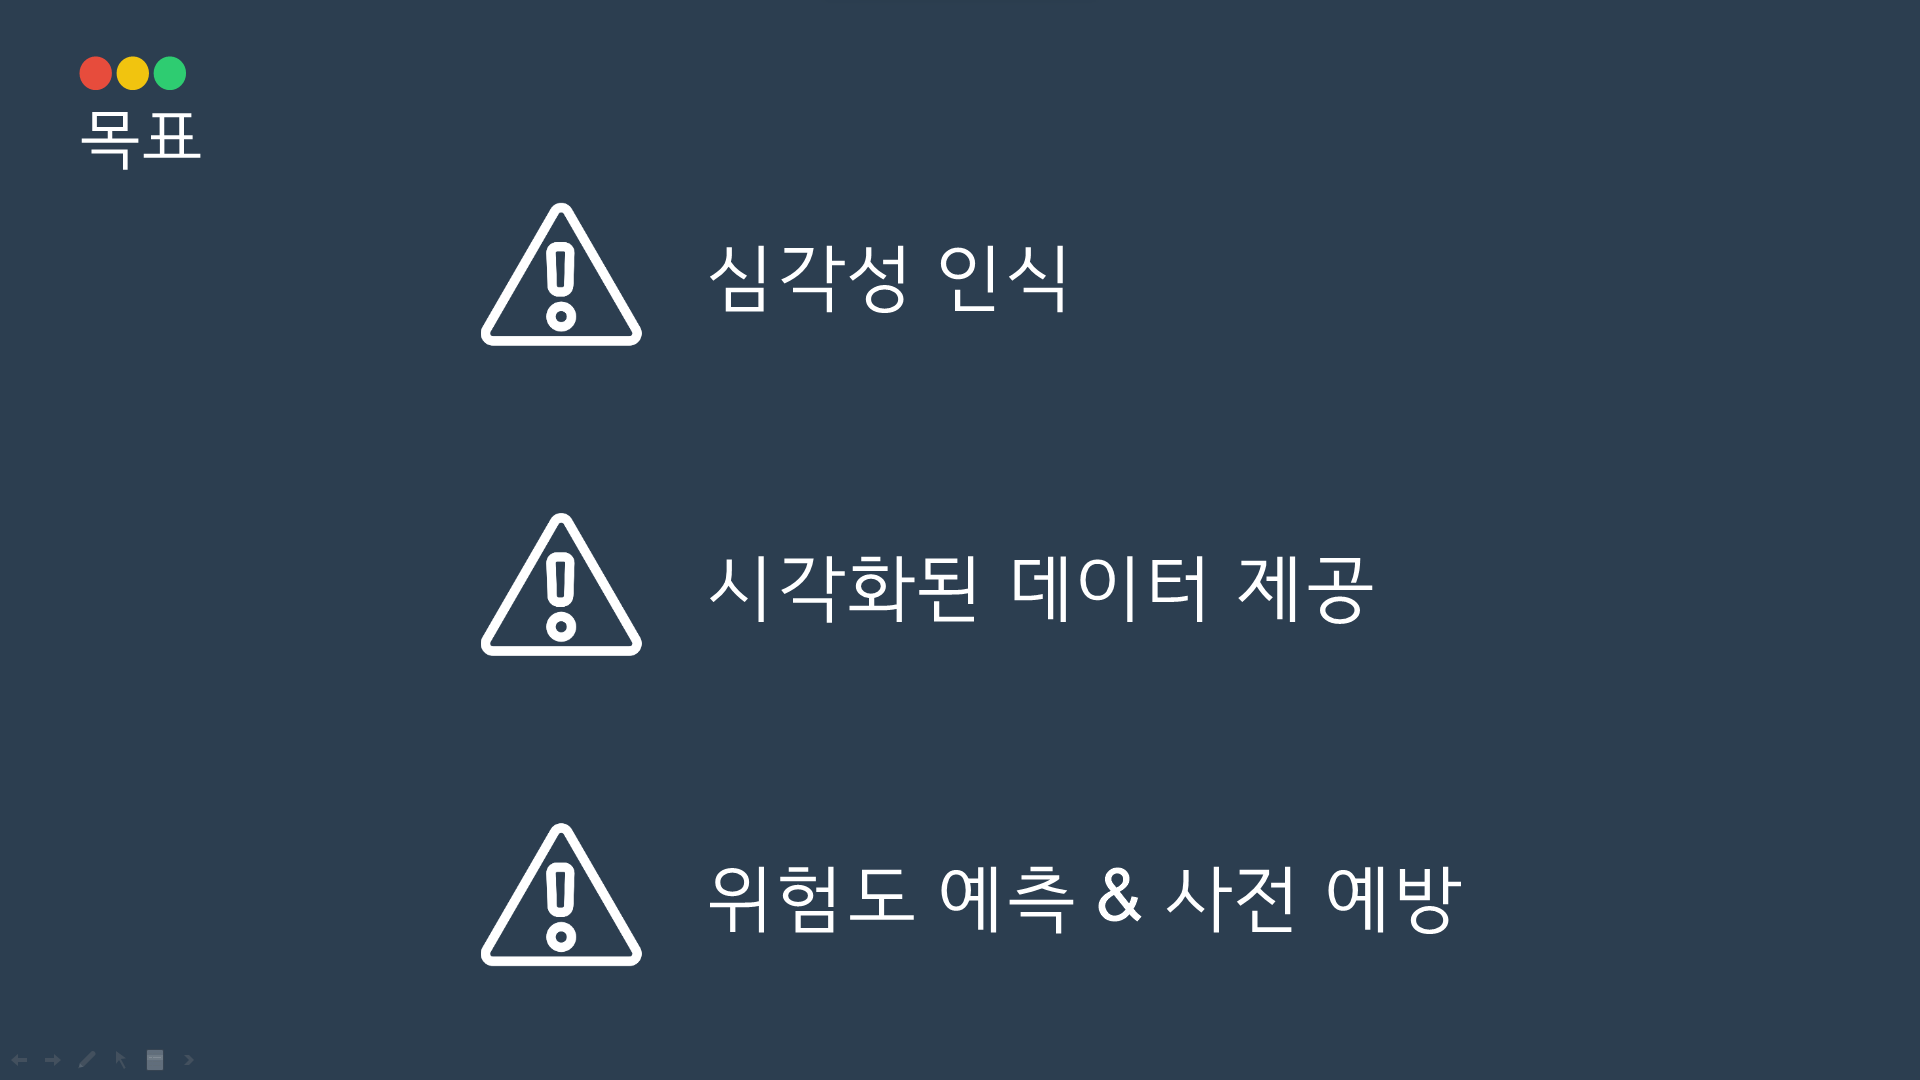 목표
심각성 인식
시각화된 데이터 제공
위험도 예측 & 사전 예방